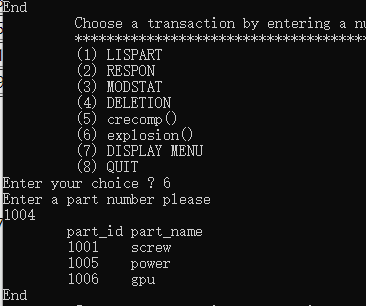 End
Choose a transaction by entering a nu
************************************
(1) LISPART
(2) RESPON
(3) MODSTAT
(4) DELETION
(5) crecomp()
(6) explosion()
(7) DISPLAY MENU
(8) QUIT
Enter your choice ? 6
Enter a part number please
1004
part_id part_name
1001 screw
1005 power
1006 gpu
End